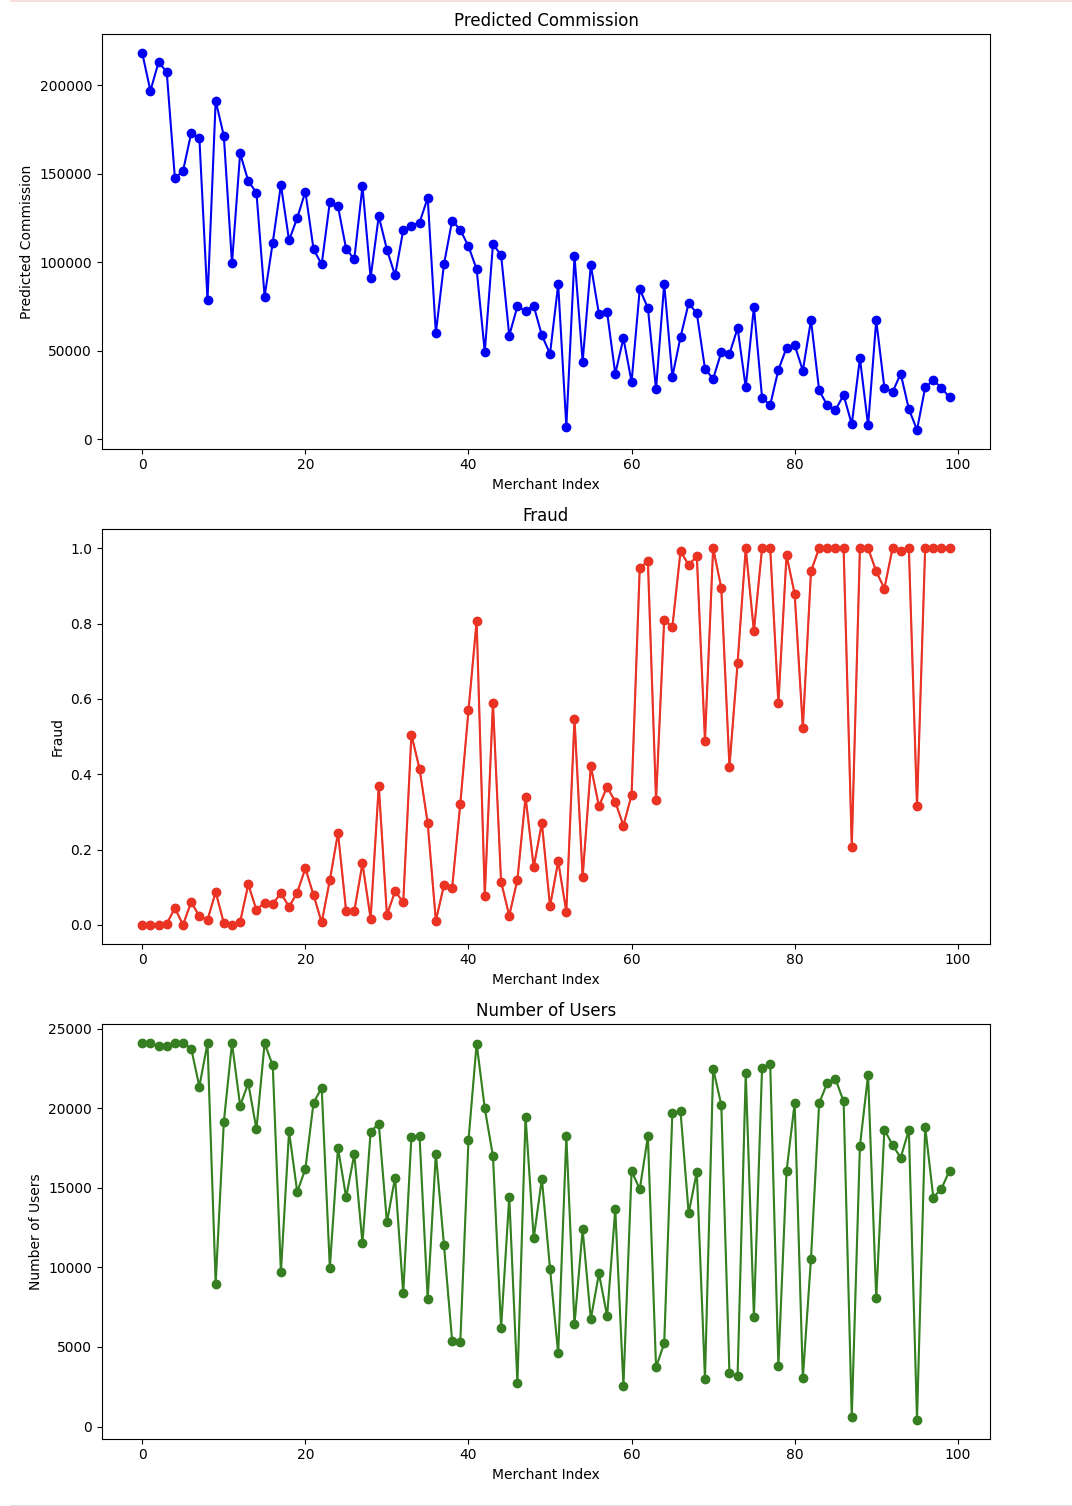 Predicted Commission
Predicted Commission
200000
150000
100000
50000
0
0 20 40 60 80 100
Merchant Index
Fraud
Fraud
1.0
0.8
0.6
0.4
0.2
0.0
0 20 40 60 80 100
Merchant Index
Number of Users
Number of Users
25000
20000
15000
10000
5000
0
0 20 40 60 80 100
Merchant Index